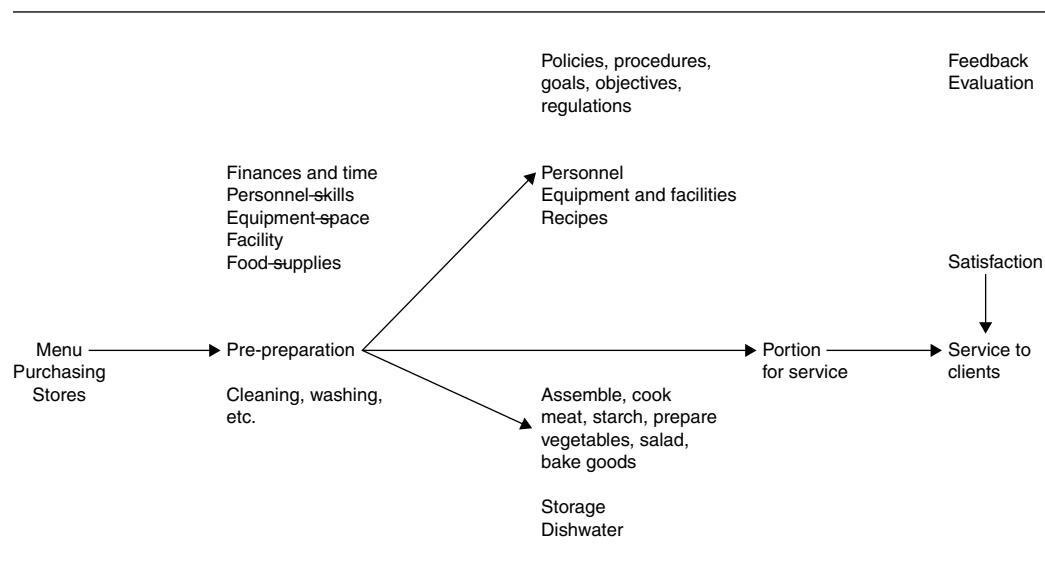 Policies, procedures,
goals, objectives,
regulations
Feedback
Evaluation
Finances and time
Personnel-skills
Equipment-space
Facility
Food-supplies
Personnel
Equipment and facilities
Recipes
Satisfaction
Menu
Purchasing
Stores
Pre-preparation
Cleaning, washing,
etc.
Portion
for service
Service to
clients
Assemble, cook
meat, starch, prepare
vegetables, salad,
bake goods
Storage
Dishwater